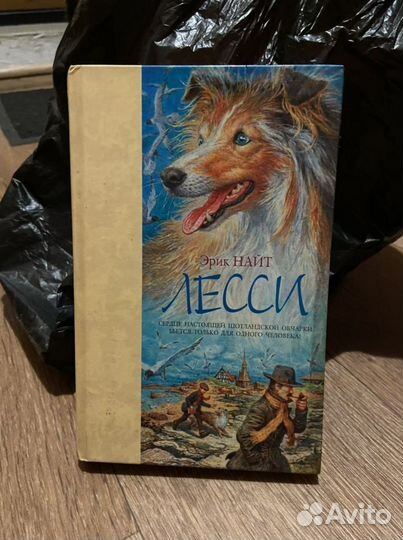 Эрик НАЙТ
ЛЕССИ
СЕРДЦЕ НАСТОЯЩЕЙ ШОТЛАНДСКОЙ ОВЧАРКИ
БЬЕТСЯ ТОЛЬКО ДЛЯ ОДНОГО ЧЕЛОВЕКА!
Avito